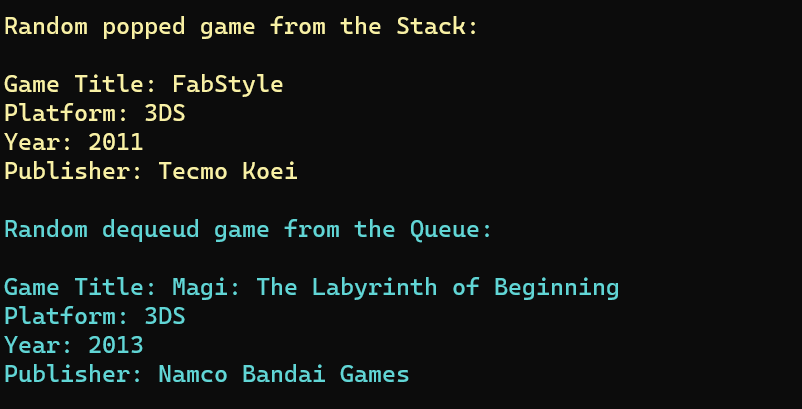 Random popped game from the Stack:
Game Title: FabStyle
Platform: 3DS
Year: 2011
Publisher: Tecmo Koei
Random dequeud game from the Queue:
Game Title: Magi: The Labyrinth of Beginning
Platform: 3DS
Year: 2013
Publisher: Namco Bandai Games